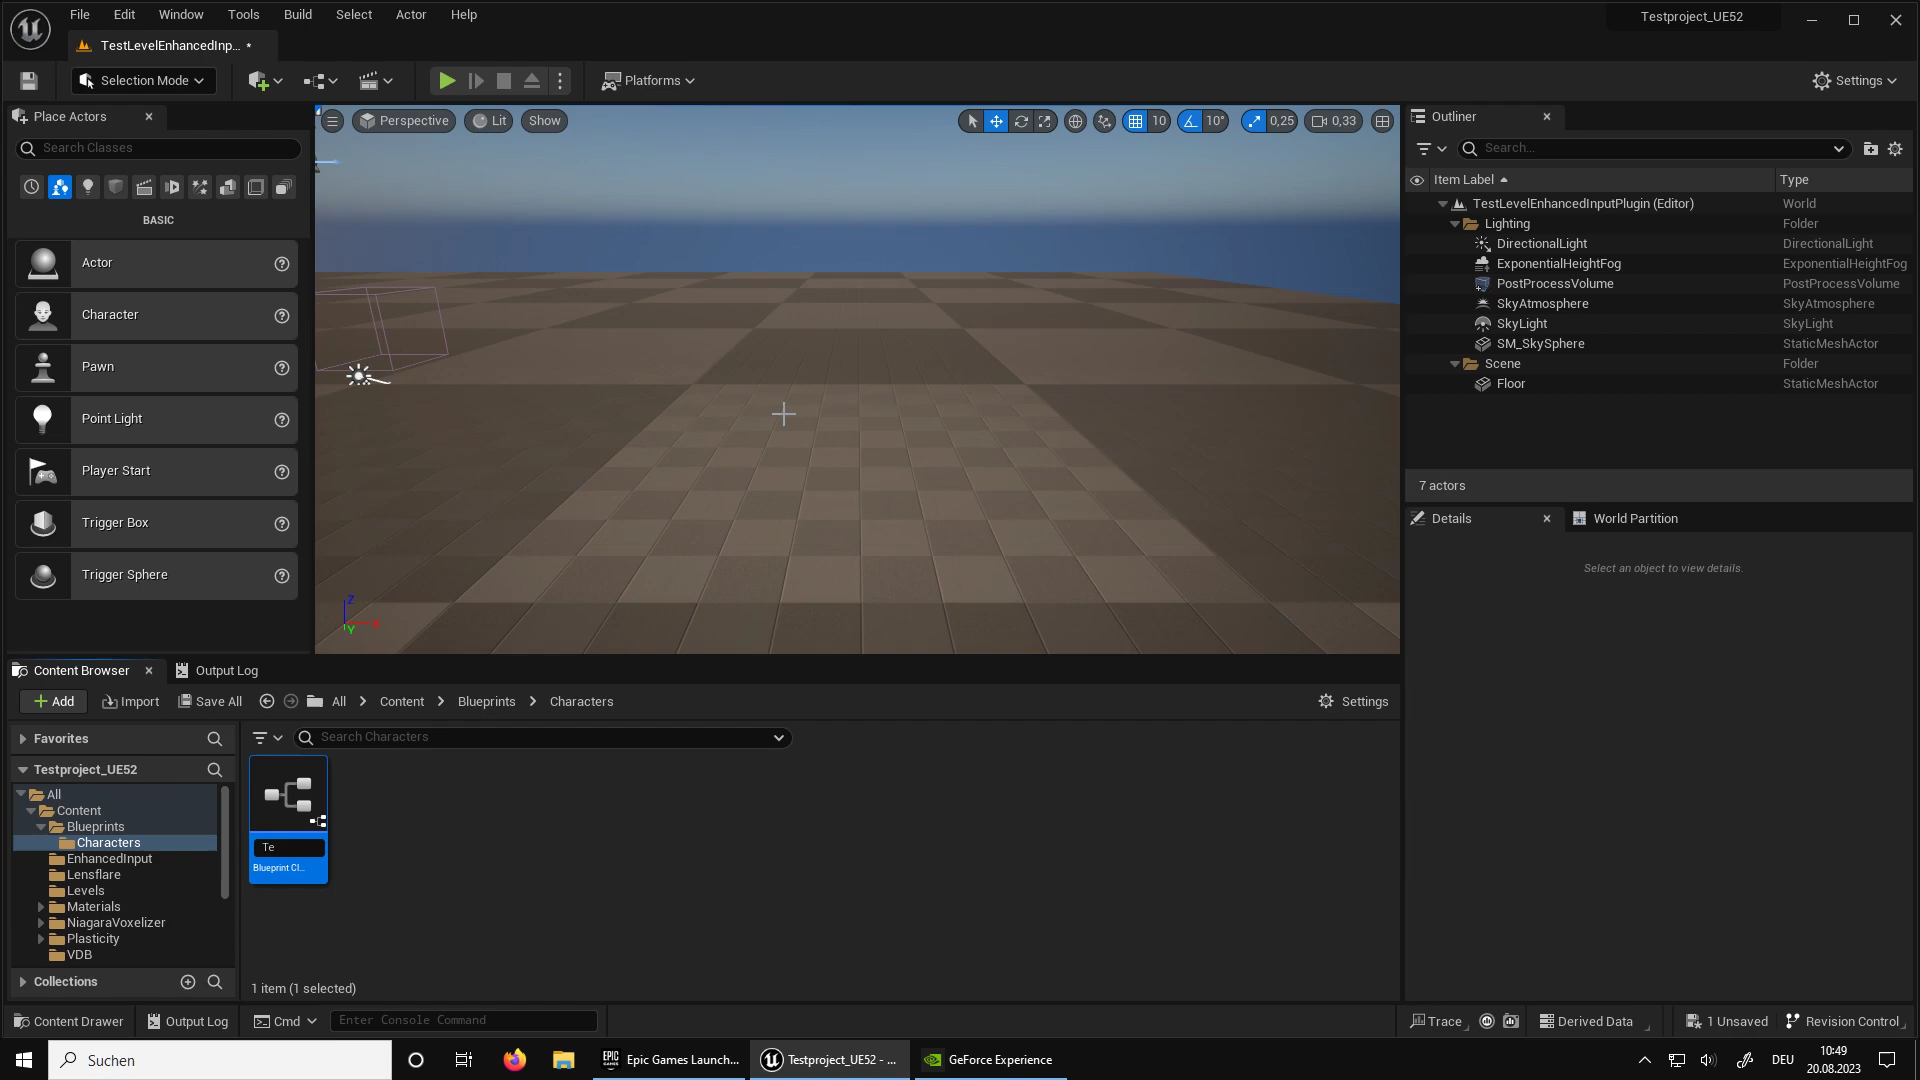 File Edit Window Tools Build Select Actor Help
Testproject_UE52
TestLevelEnhancedInp... •
Selection Mode
Platforms
Settings
Place Actors
Search Classes
BASIC
Actor
Character
Pawn
Point Light
Player Start
Trigger Box
Trigger Sphere
Perspective Lit Show
10 10° 0,25 0,33
Z
X
Y
Outliner
Search...
Item Label Type
TestLevelEnhancedInputPlugin (Editor) World
Lighting Folder
DirectionalLight DirectionalLight
ExponentialHeightFog ExponentialHeightFog
PostProcessVolume PostProcessVolume
SkyAtmosphere SkyAtmosphere
SkyLight SkyLight
SM_SkySphere StaticMeshActor
Scene Folder
Floor StaticMeshActor
7 actors
Details World Partition
Select an object to view details.
Content Browser Output Log
Add Import Save All All Content Blueprints Characters Settings
Favorites
Testproject_UE52
All
Content
Blueprints
Characters
EnhancedInput
Lensflare
Levels
Materials
NiagaraVoxelizer
Plasticity
VDB
Collections
Search Characters
Te
Blueprint Cl...
1 item (1 selected)
Content Drawer Output Log Cmd Enter Console Command Trace Derived Data 1 Unsaved Revision Control
Suchen
EPIC GAMES
Epic Games Launch... Testproject_UE52 - ... GeForce Experience
DEU
10:49
20.08.2023